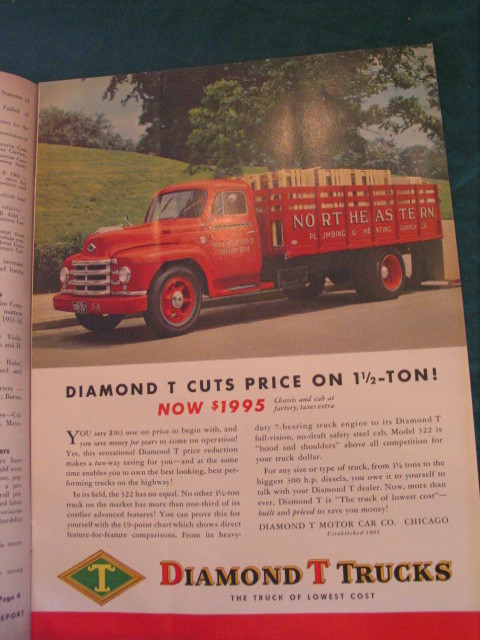 NORTHEASTERN
PLUMBING & HEATING SUPPLY CO.
DIAMOND T CUTS PRICE ON 1½-TON!
NOW $1995
Chassis and cab at
factory, taxes extra
YOU save $303 now on price to begin with, and
you save money for years to come on operation!
Yes, this sensational Diamond T price reduction
makes a two-way saving for you—and at the same
time enables you to own the best looking, best per-
forming trucks on the highway!
In its field, the 322 has no equal. No other 1½-ton
truck on the market has more than one-third of its
costlier advanced features! You can prove this for
yourself with the 19-point chart which shows direct
feature-for-feature comparisons. From its heavy-
duty 7-bearing truck engine to its Diamond T
full-vision, no-draft safety steel cab, Model 322 is
"hood and shoulders" above all competition for
your truck dollar.
For any size or type of truck, from 1½ tons to the
biggest 300 h.p. diesels, you owe it to yourself to
talk with your Diamond T dealer. Now, more than
ever, Diamond T is "The truck of lowest cost"—
built and priced to save you money!
DIAMOND T MOTOR CAR CO. CHICAGO
Established 1905
T
DIAMOND T TRUCKS
THE TRUCK OF LOWEST COST
Page 4
SPORT